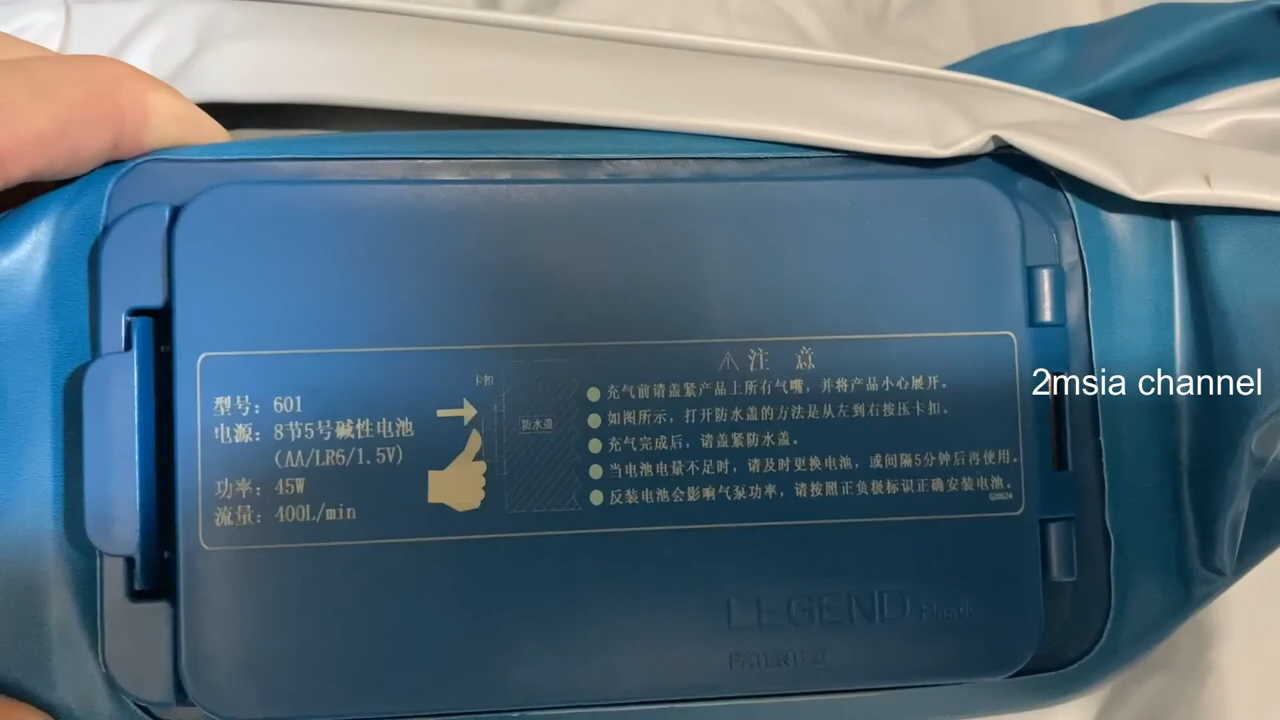 型号：601
电源：8节5号碱性电池
(AA/LR6/1.5V)
功率：45W
流量：400L/min
卡扣
防水盖
注 意
充气前请盖紧产品上所有气嘴，并将产品小心展开。
如图所示，打开防水盖的方法是从左到右按压卡扣。
充气完成后，请盖紧防水盖。
当电池电量不足时，请及时更换电池，或间隔5分钟后再使用。
反装电池会影响气泵功率，请按照正负极标识正确安装电池。
LEGEND Plastik
PATENTED
2msia channel